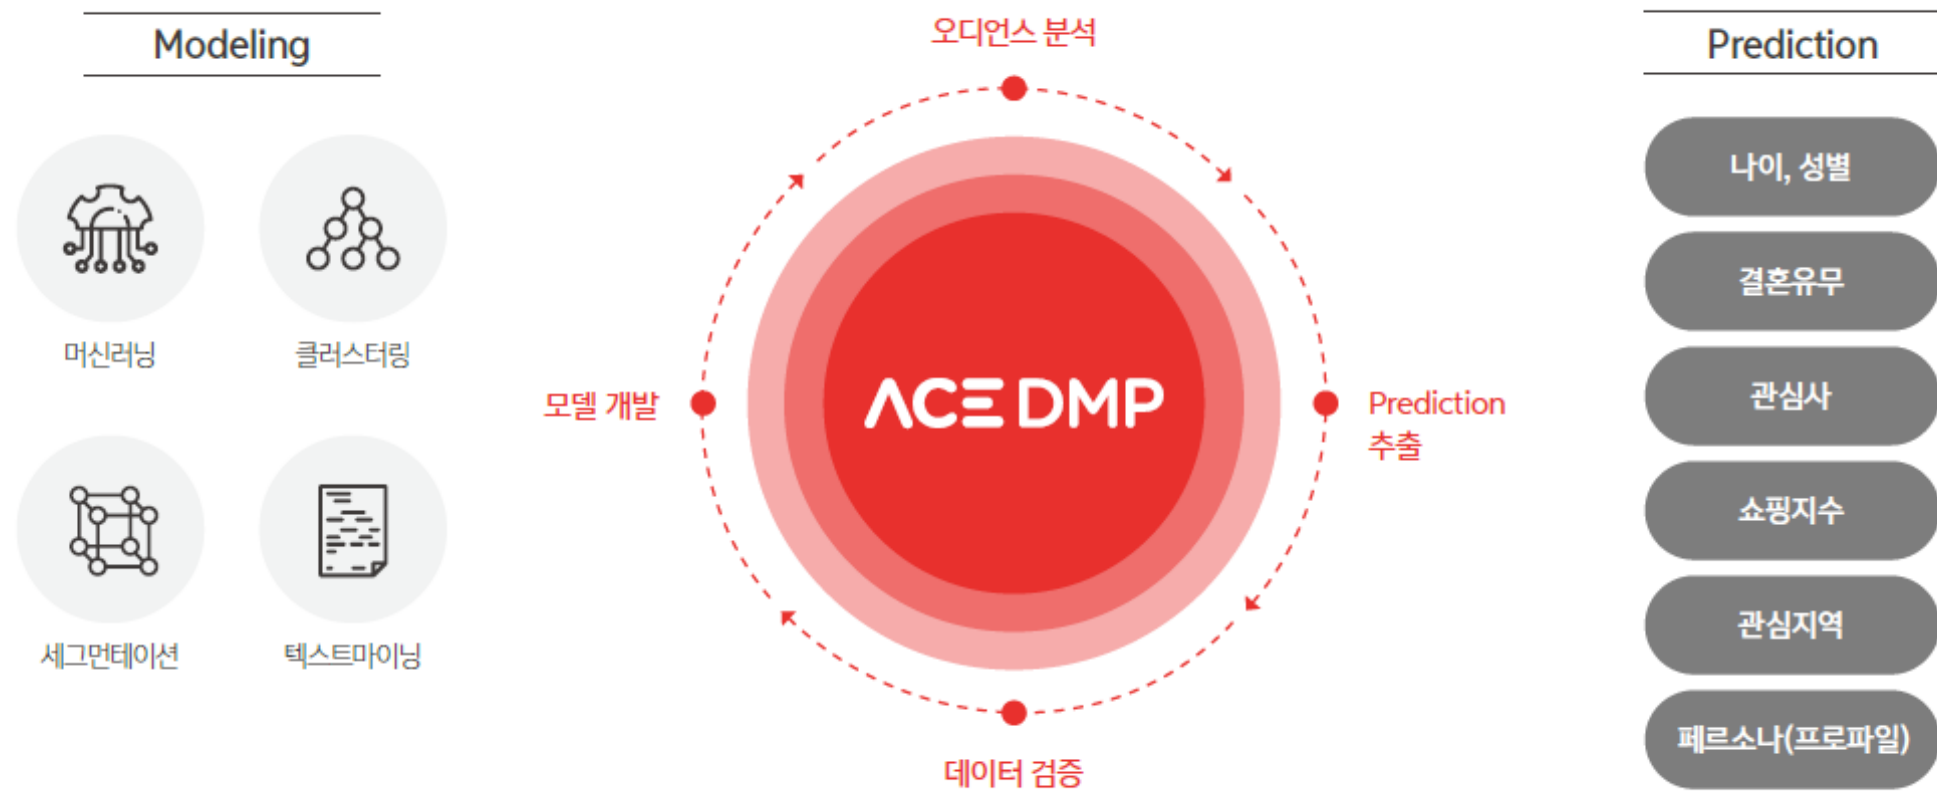 Modeling
머신러닝
클러스터링
세그먼테이션
텍스트마이닝
오디언스 분석
모델 개발
ACE DMP
Prediction
추출
데이터 검증
Prediction
나이, 성별
결혼유무
관심사
쇼핑지수
관심지역
페르소나(프로파일)